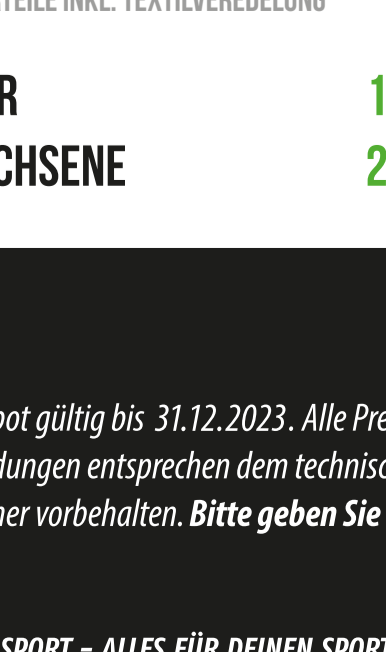 TEILE INKL. TEXTILVEREDELUNG
R 1
CHSENE 2
bot gültig bis 31.12.2023. Alle Pre
dungen entsprechen dem technisc
ner vorbehalten. Bitte geben Sie
SPORT – ALLES FÜR DEINEN SPORT